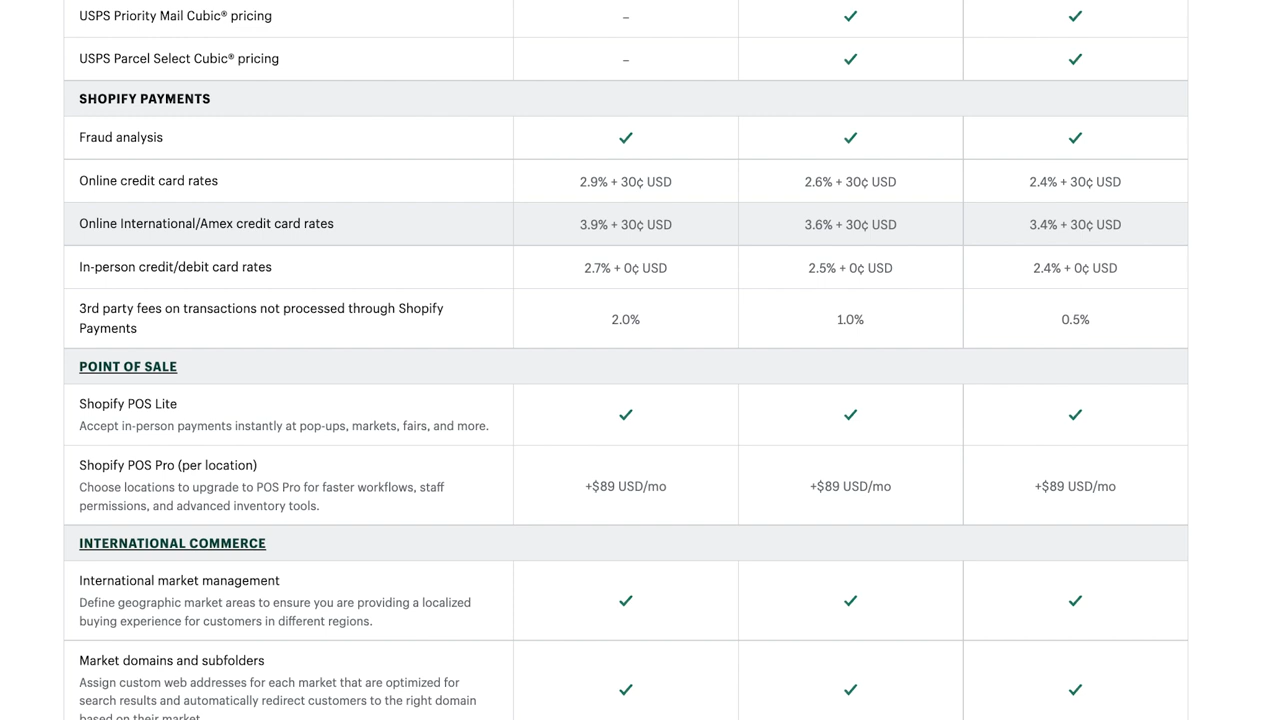 USPS Priority Mail Cubic® pricing –
USPS Parcel Select Cubic® pricing –
SHOPIFY PAYMENTS
Fraud analysis
Online credit card rates 2.9% + 30¢ USD 2.6% + 30¢ USD 2.4% + 30¢ USD
Online International/Amex credit card rates 3.9% + 30¢ USD 3.6% + 30¢ USD 3.4% + 30¢ USD
In-person credit/debit card rates 2.7% + 0¢ USD 2.5% + 0¢ USD 2.4% + 0¢ USD
3rd party fees on transactions not processed through Shopify
Payments 2.0% 1.0% 0.5%
POINT OF SALE
Shopify POS Lite
Accept in-person payments instantly at pop-ups, markets, fairs, and more.
Shopify POS Pro (per location)
Choose locations to upgrade to POS Pro for faster workflows, staff +$89 USD/mo +$89 USD/mo +$89 USD/mo
permissions, and advanced inventory tools.
INTERNATIONAL COMMERCE
International market management
Define geographic market areas to ensure you are providing a localized
buying experience for customers in different regions.
Market domains and subfolders
Assign custom web addresses for each market that are optimized for
search results and automatically redirect customers to the right domain
based on their market.